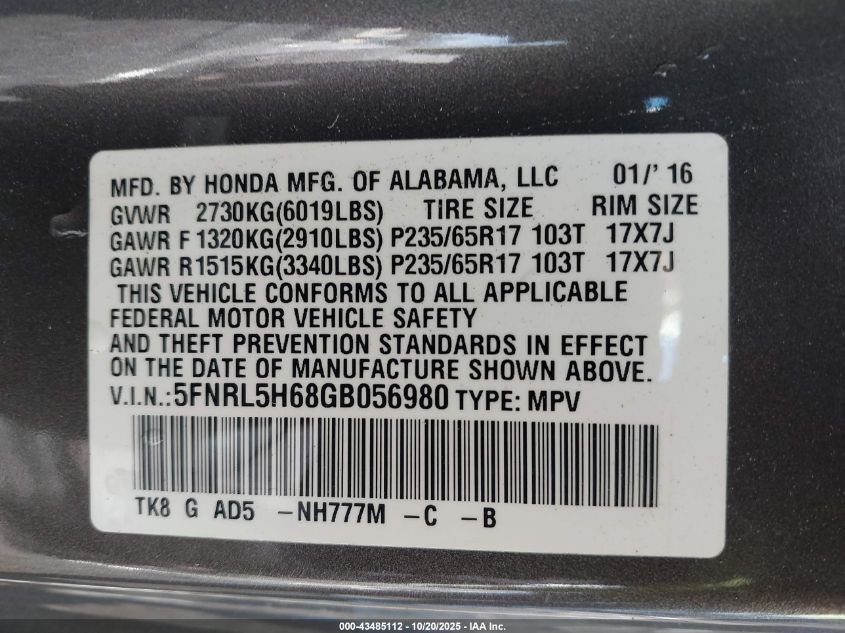 MFD. BY HONDA MFG. OF ALABAMA, LLC 01/' 16
GVWR 2730KG(6019LBS) TIRE SIZE RIM SIZE
GAWR F1320KG(2910LBS) P235/65R17 103T 17X7J
GAWR R1515KG(3340LBS) P235/65R17 103T 17X7J
THIS VEHICLE CONFORMS TO ALL APPLICABLE
FEDERAL MOTOR VEHICLE SAFETY
AND THEFT PREVENTION STANDARDS IN EFFECT
ON THE DATE OF MANUFACTURE SHOWN ABOVE.
V.I.N.:5FNRL5H68GB056980 TYPE: MPV
TK8 G AD5 -NH777M -C -B
000-43485112 - 10/20/2025 - IAA Inc.